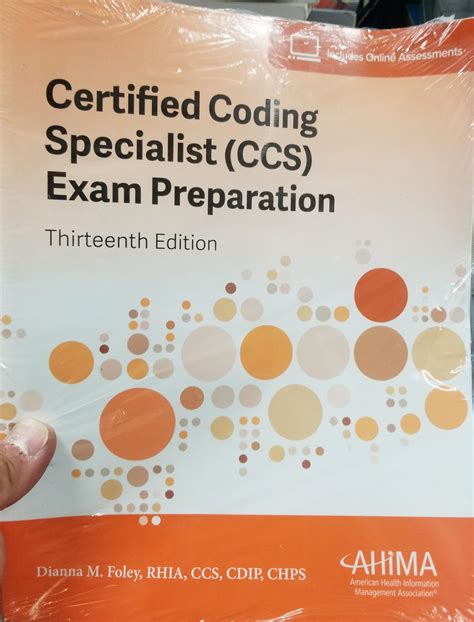 Includes Online Assessments
Certified Coding
Specialist (CCS)
Exam Preparation
Thirteenth Edition
Dianna M. Foley, RHIA, CCS, CDIP, CHPS
AHiMA
American Health Information
Management Association®